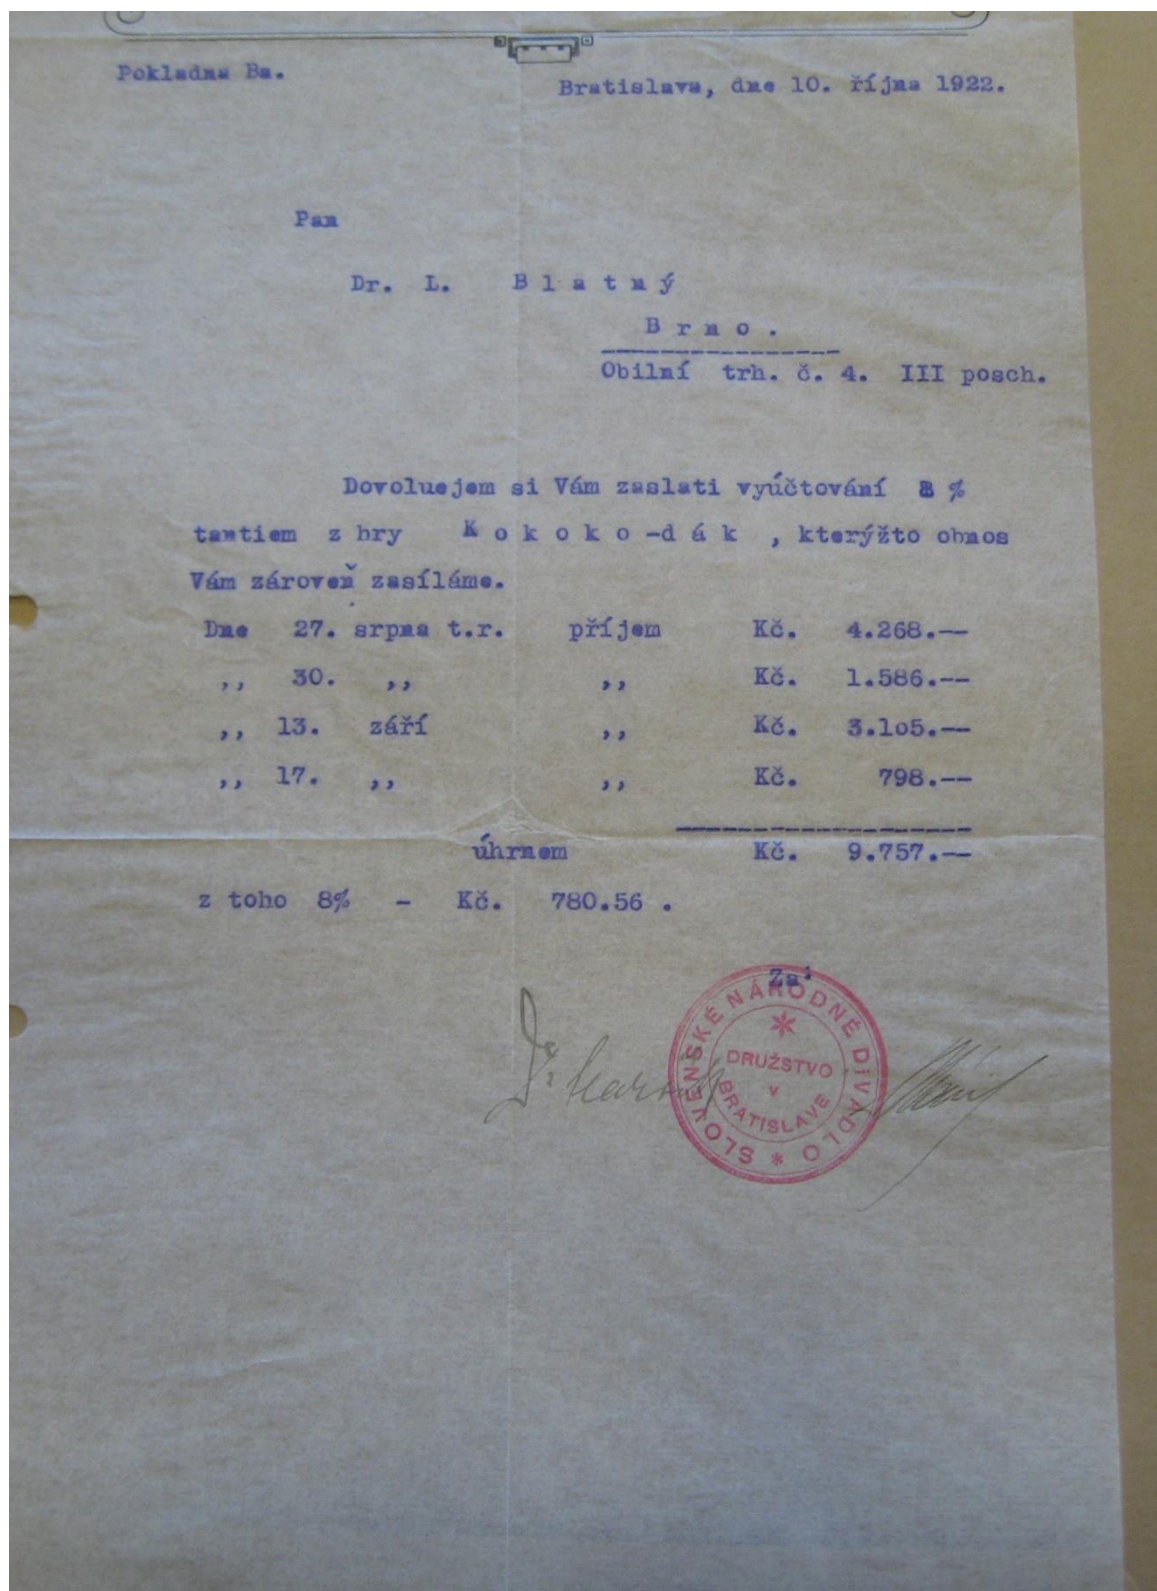 Pokladna Ba.
Bratislava, dne 10. října 1922.
Pan
Dr. L. Blatný
Brno.
Obilní trh. č. 4. III posch.
Dovoluejem si Vám zaslati vyúčtování 8 %
tantiem z hry Kokoko-dák , kterýžto obnos
Vám zároveň zasíláme.
Dne 27. srpna t.r. příjem Kč. 4.268.--
,, 30. ,, ,, Kč. 1.586.--
,, 13. září ,, Kč. 3.105.--
,, 17. ,, ,, Kč. 798.--
úhrnem Kč. 9.757.--
z toho 8% - Kč. 780.56 .
Za:
SLOVENSKÉ NÁRODNÉ DIVADLO
DRUŽSTVO
v
BRATISLAVE
Dr.